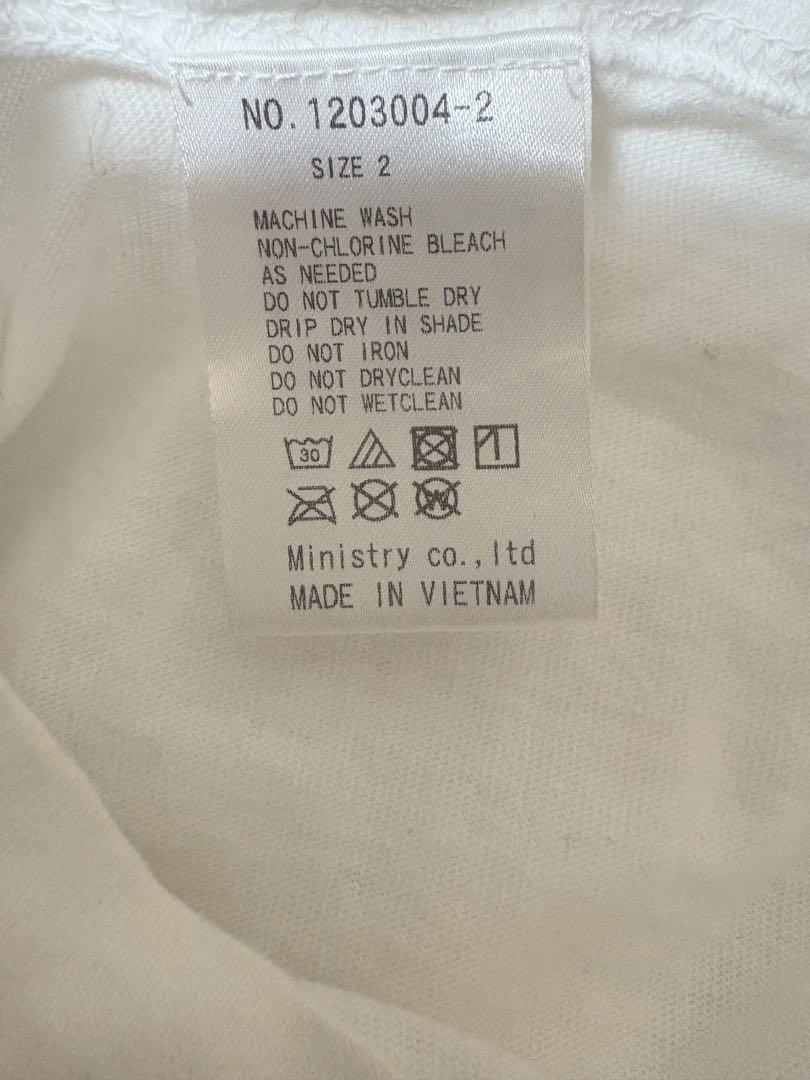 NO.1203004-2
SIZE 2
MACHINE WASH
NON-CHLORINE BLEACH
AS NEEDED
DO NOT TUMBLE DRY
DRIP DRY IN SHADE
DO NOT IRON
DO NOT DRYCLEAN
DO NOT WETCLEAN
30
W
Ministry co.,ltd
MADE IN VIETNAM